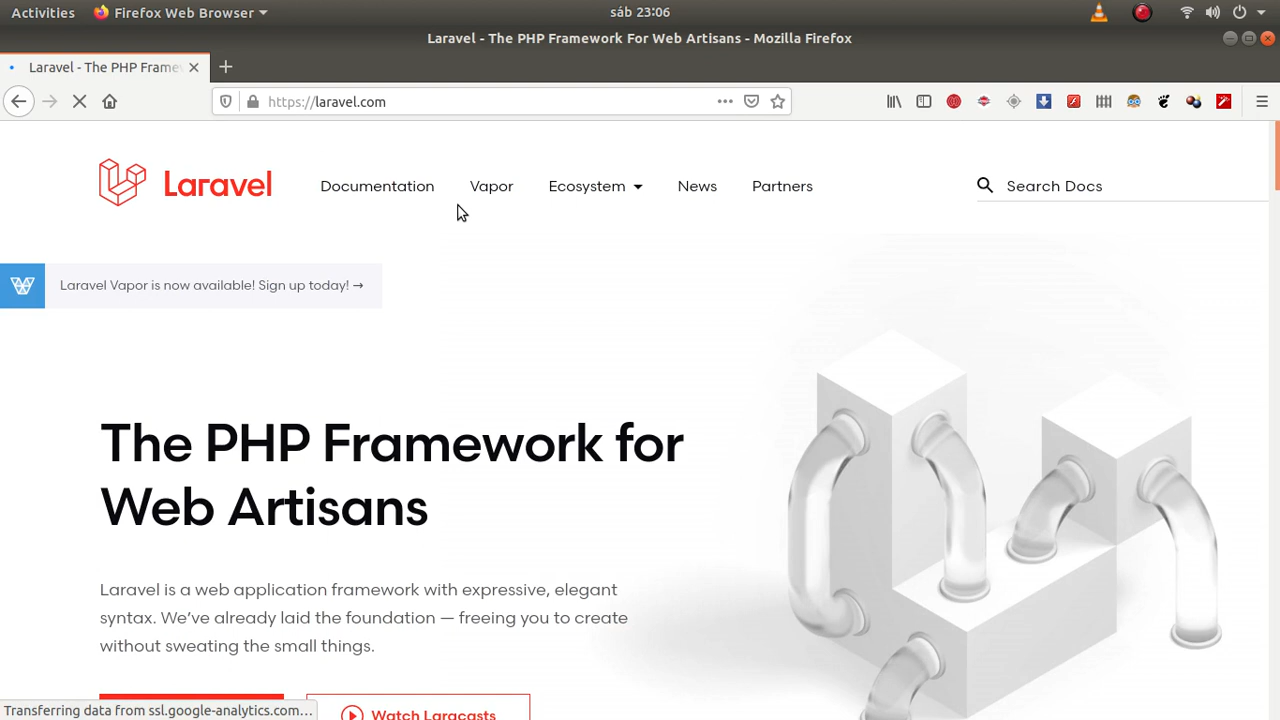 Activities
Firefox Web Browser
sáb 23:06
Laravel - The PHP Framework For Web Artisans - Mozilla Firefox
Laravel - The PHP Frame
https://laravel.com
Laravel
Documentation
Vapor
Ecosystem
News
Partners
Search Docs
Laravel Vapor is now available! Sign up today! →
The PHP Framework for
Web Artisans
Laravel is a web application framework with expressive, elegant
syntax. We've already laid the foundation — freeing you to create
without sweating the small things.
Watch Laracasts
Transferring data from ssl.google-analytics.com…